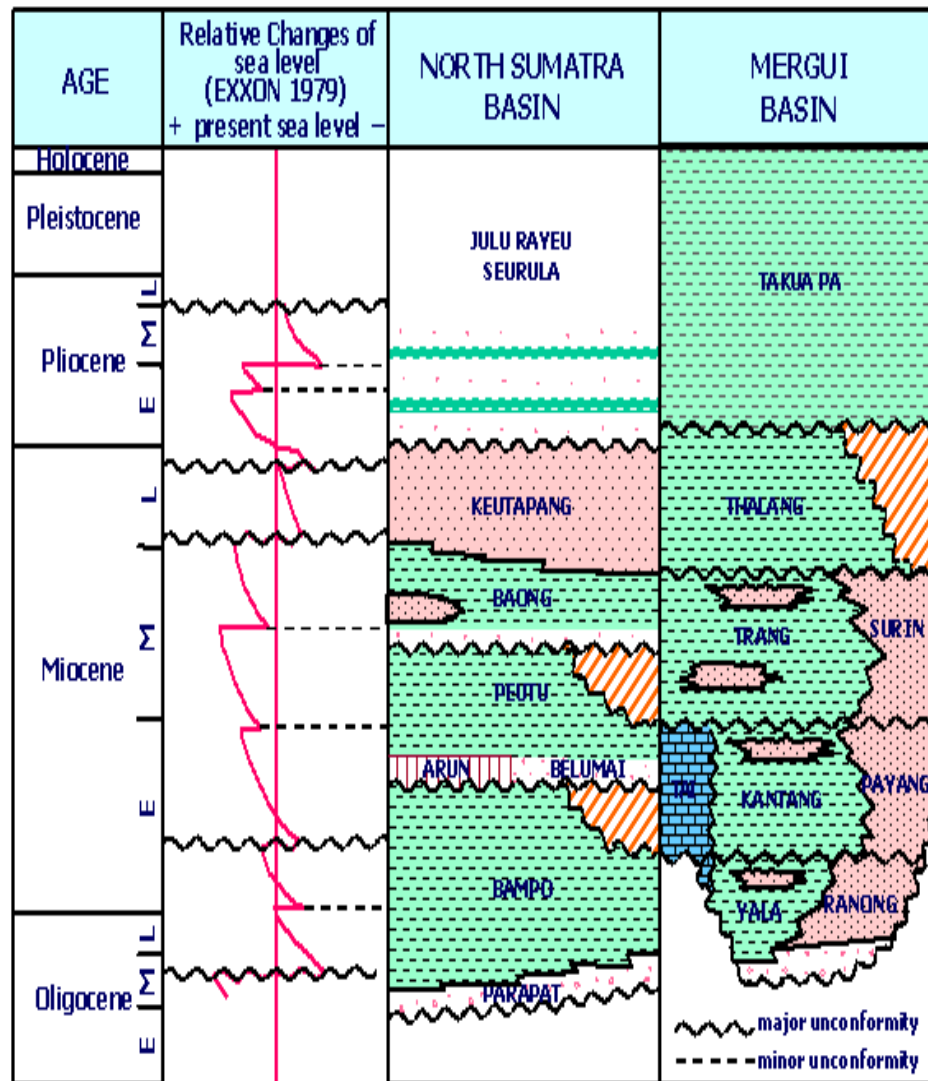 AGE
Relative Changes of
sea level
(EXXON 1979)
+ present sea level −
NORTH SUMATRA
BASIN
MERGUI
BASIN
Holocene
Pleistocene
Pliocene
L
M
E
Miocene
L
M
E
Oligocene
L
M
E
JULU RAYEU
SEURULA
KEUTAPANG
BAONG
PEUTU
ARUN
BELUMAI
BAMPO
PARAPAT
TAKUA PA
THALANG
TRANG
SURIN
TAI
KANTANG
PAYANG
YALA
RANONG
major unconformity
minor unconformity